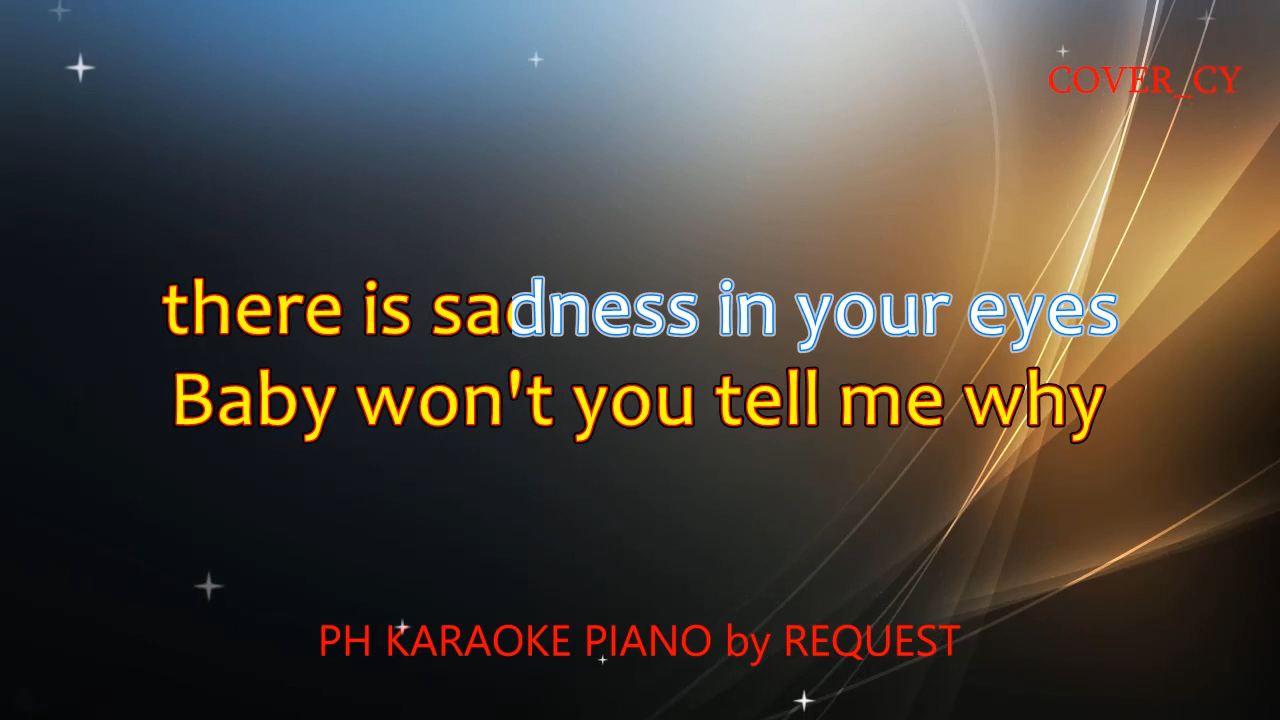 COVER_CY
there is sadness in your eyes
Baby won't you tell me why
PH KARAOKE PIANO by REQUEST